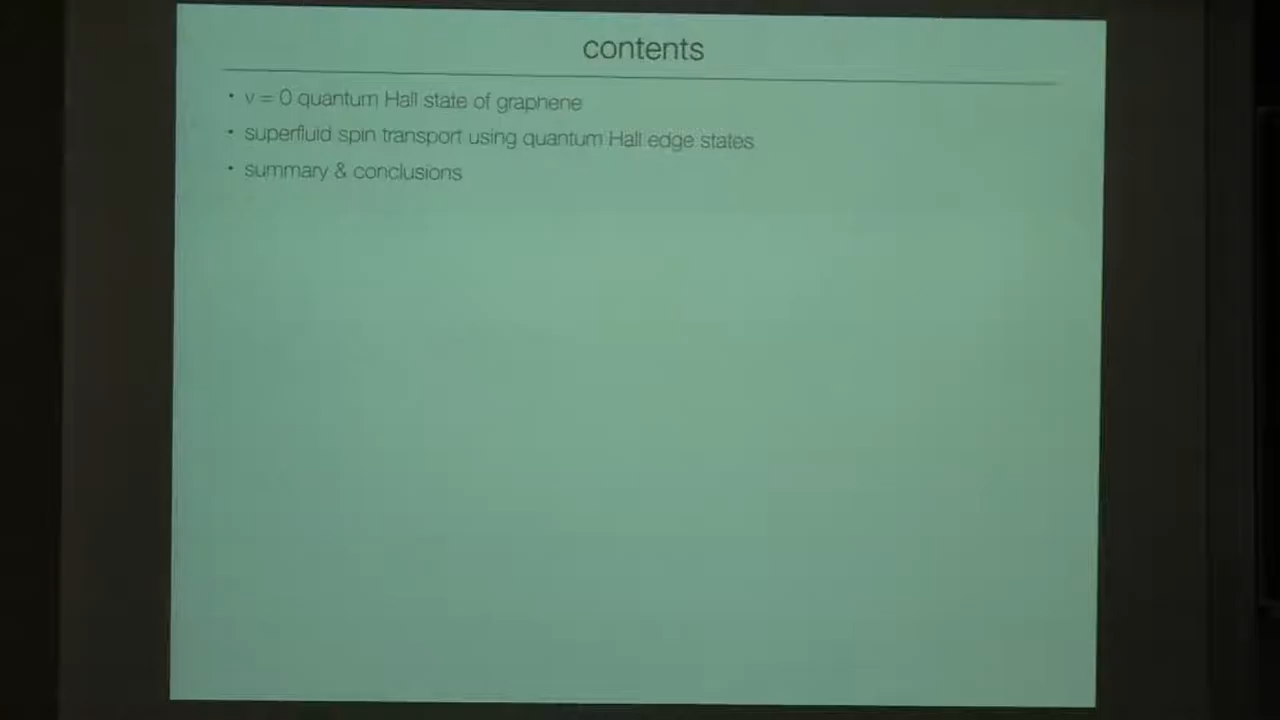 contents
• ν = 0 quantum Hall state of graphene
• superfluid spin transport using quantum Hall edge states
• summary & conclusions